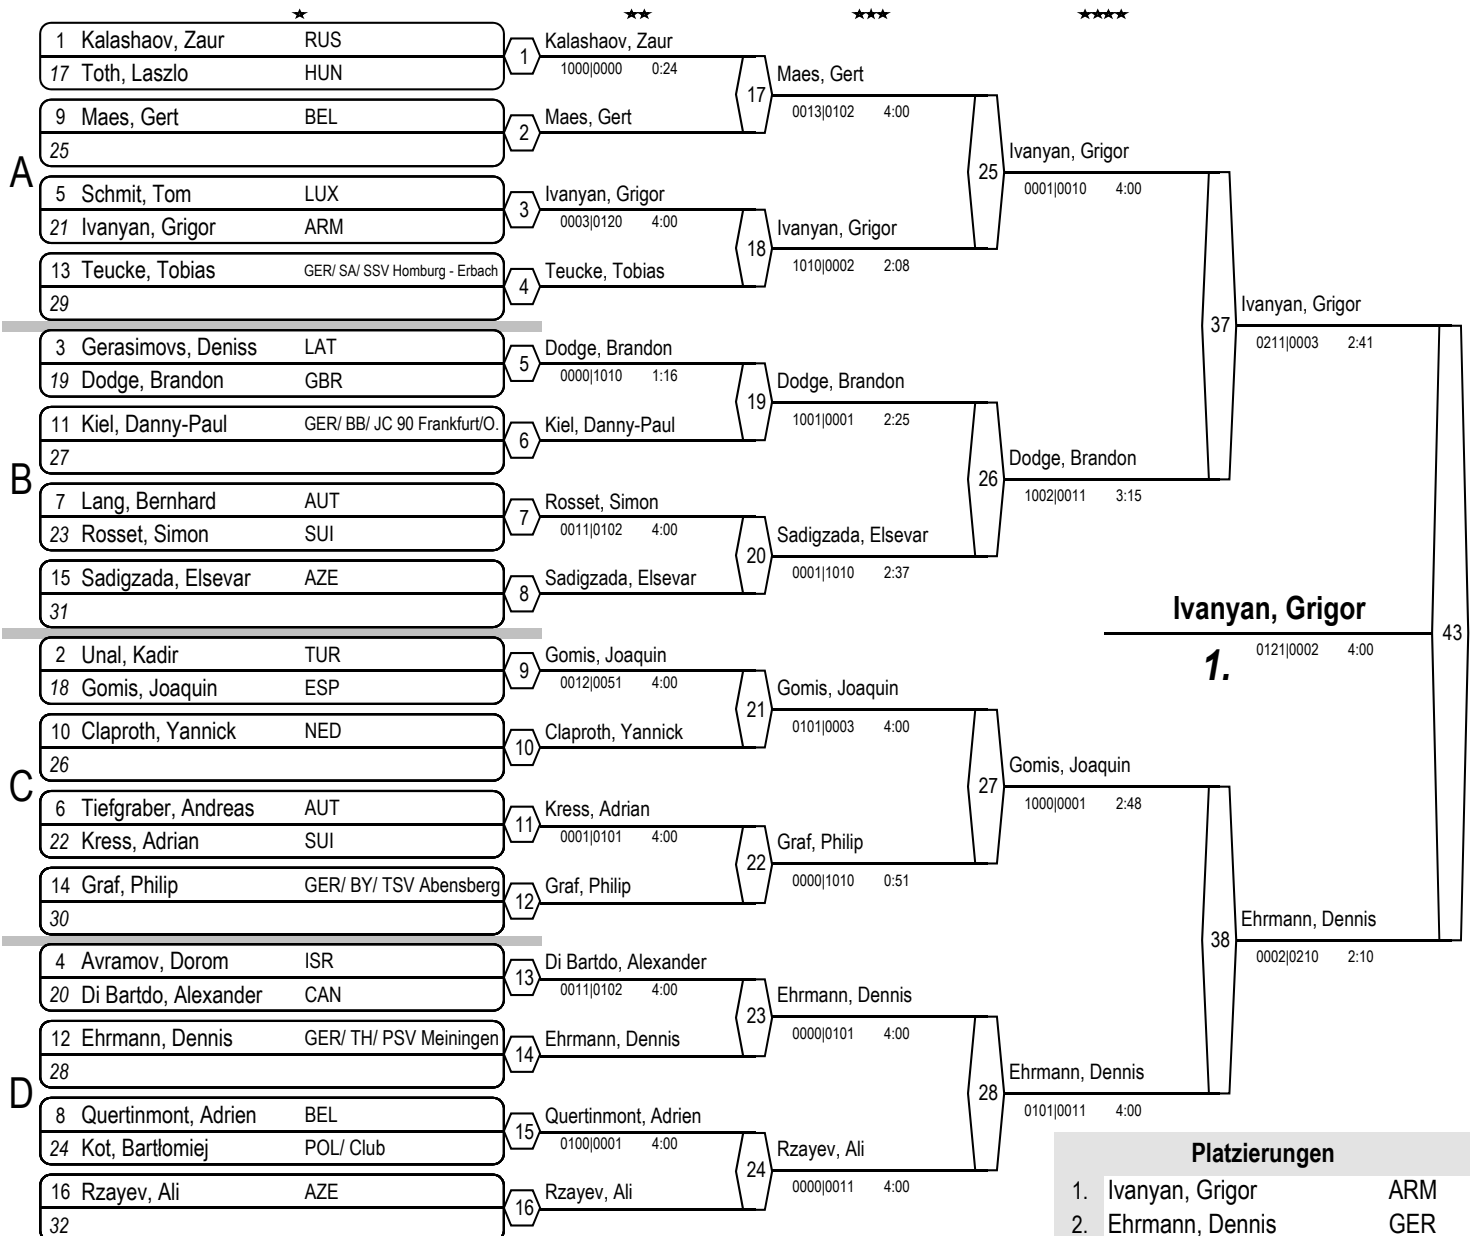 ★ ★★ ★★★ ★★★★
A
1 Kalashaov, Zaur RUS
17 Toth, Laszlo HUN
9 Maes, Gert BEL
25
5 Schmit, Tom LUX
21 Ivanyan, Grigor ARM
13 Teucke, Tobias GER/ SA/ SSV Homburg - Erbach
29
B
3 Gerasimovs, Deniss LAT
19 Dodge, Brandon GBR
11 Kiel, Danny-Paul GER/ BB/ JC 90 Frankfurt/O.
27
7 Lang, Bernhard AUT
23 Rosset, Simon SUI
15 Sadigzada, Elsevar AZE
31
C
2 Unal, Kadir TUR
18 Gomis, Joaquin ESP
10 Claproth, Yannick NED
26
6 Tiefgraber, Andreas AUT
22 Kress, Adrian SUI
14 Graf, Philip GER/ BY/ TSV Abensberg
30
D
4 Avramov, Dorom ISR
20 Di Bartdo, Alexander CAN
12 Ehrmann, Dennis GER/ TH/ PSV Meiningen
28
8 Quertinmont, Adrien BEL
24 Kot, Bartłomiej POL/ Club
16 Rzayev, Ali AZE
32
1 Kalashaov, Zaur
1000|0000 0:24
2 Maes, Gert
3 Ivanyan, Grigor
0003|0120 4:00
4 Teucke, Tobias
5 Dodge, Brandon
0000|1010 1:16
6 Kiel, Danny-Paul
7 Rosset, Simon
0011|0102 4:00
8 Sadigzada, Elsevar
9 Gomis, Joaquin
0012|0051 4:00
10 Claproth, Yannick
11 Kress, Adrian
0001|0101 4:00
12 Graf, Philip
13 Di Bartdo, Alexander
0011|0102 4:00
14 Ehrmann, Dennis
15 Quertinmont, Adrien
0100|0001 4:00
16 Rzayev, Ali
17 Maes, Gert
0013|0102 4:00
18 Ivanyan, Grigor
1010|0002 2:08
19 Dodge, Brandon
1001|0001 2:25
20 Sadigzada, Elsevar
0001|1010 2:37
21 Gomis, Joaquin
0101|0003 4:00
22 Graf, Philip
0000|1010 0:51
23 Ehrmann, Dennis
0000|0101 4:00
24 Rzayev, Ali
0000|0011 4:00
25 Ivanyan, Grigor
0001|0010 4:00
26 Dodge, Brandon
1002|0011 3:15
27 Gomis, Joaquin
1000|0001 2:48
28 Ehrmann, Dennis
0101|0011 4:00
37 Ivanyan, Grigor
0211|0003 2:41
38 Ehrmann, Dennis
0002|0210 2:10
43 Ivanyan, Grigor
1. 0121|0002 4:00
Platzierungen
1. Ivanyan, Grigor ARM
2. Ehrmann, Dennis GER